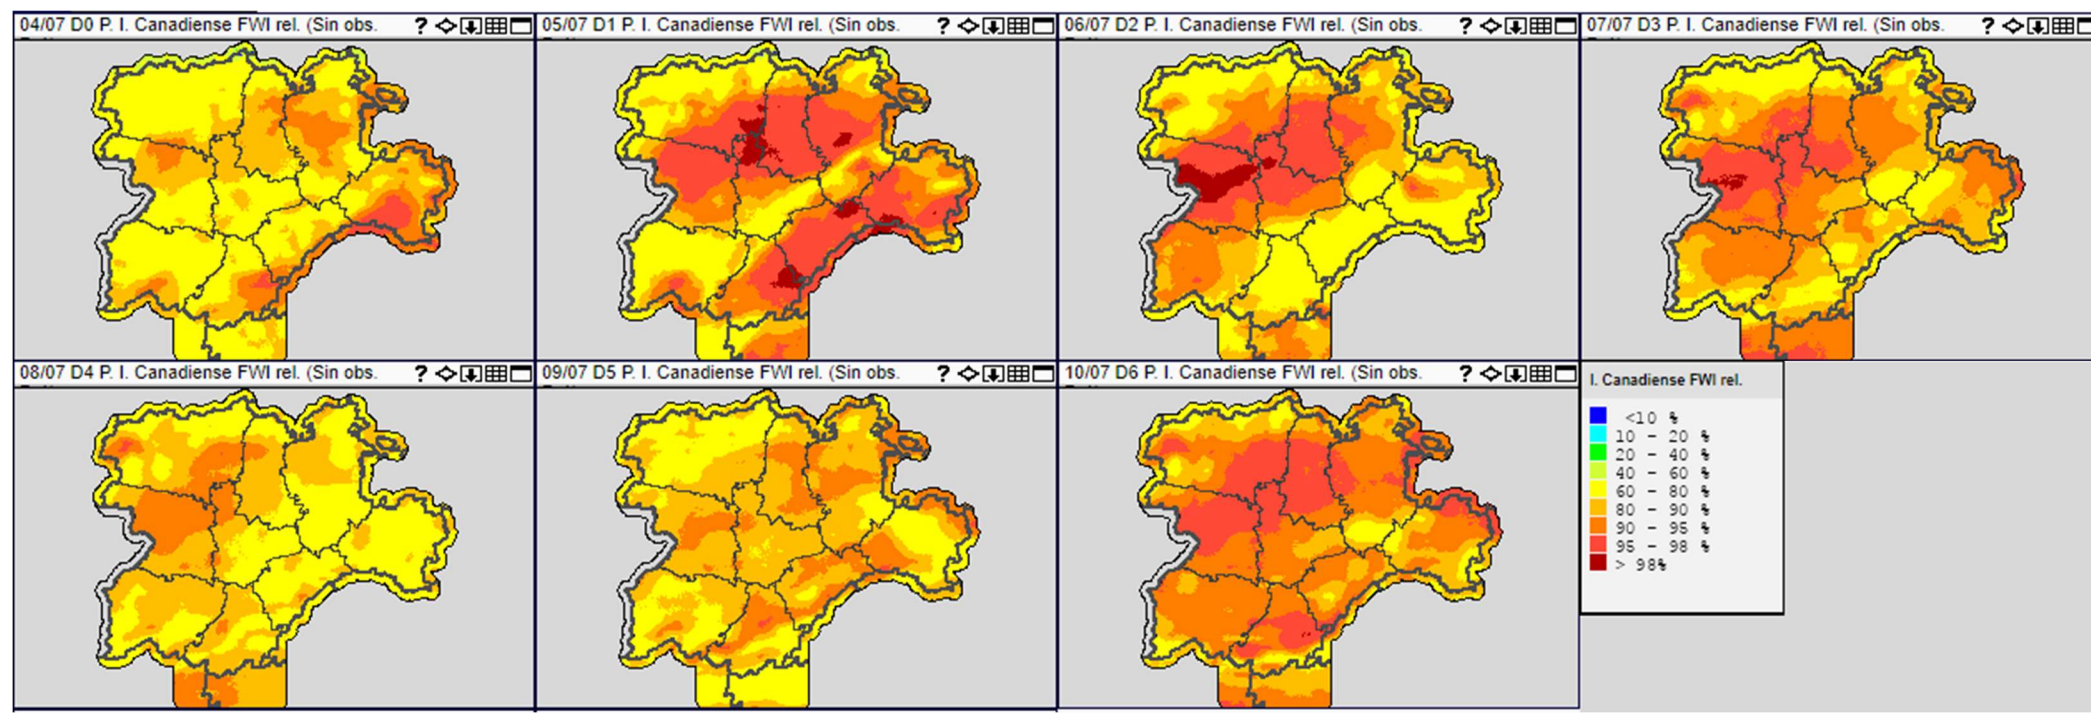 04/07 D0 P. I. Canadiense FWI rel. (Sin obs. ?
05/07 D1 P. I. Canadiense FWI rel. (Sin obs. ?
06/07 D2 P. I. Canadiense FWI rel. (Sin obs. ?
07/07 D3 P. I. Canadiense FWI rel. (Sin obs. ?
08/07 D4 P. I. Canadiense FWI rel. (Sin obs. ?
09/07 D5 P. I. Canadiense FWI rel. (Sin obs. ?
10/07 D6 P. I. Canadiense FWI rel. (Sin obs. ?
I. Canadiense FWI rel.
<10 %
10 - 20 %
20 - 40 %
40 - 60 %
60 - 80 %
80 - 90 %
90 - 95 %
95 - 98 %
> 98%